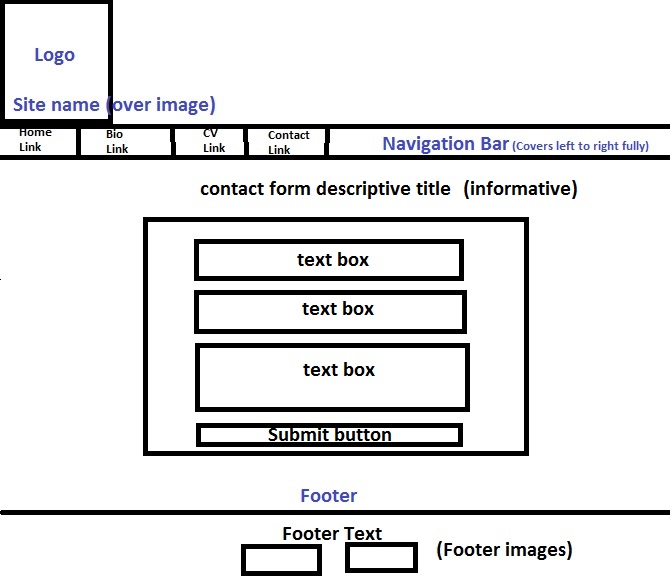 Logo
Site name (over image)
Home
Link
Bio
Link
CV
Link
Contact
Link
Navigation Bar (Covers left to right fully)
contact form descriptive title (informative)
text box
text box
text box
Submit button
Footer
Footer Text
(Footer images)